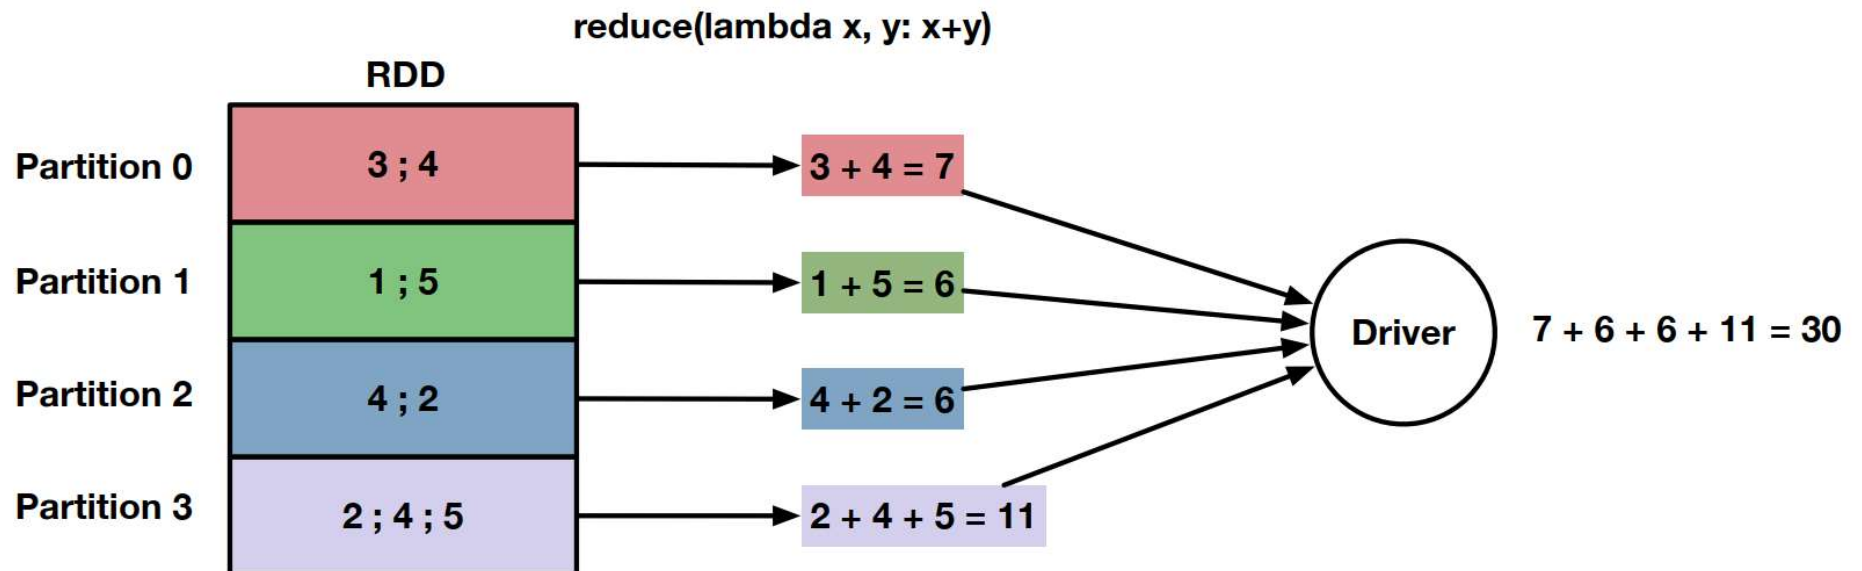 reduce(lambda x, y: x+y)
RDD
Partition 0
3 ; 4
3 + 4 = 7
Partition 1
1 ; 5
1 + 5 = 6
Driver
7 + 6 + 6 + 11 = 30
Partition 2
4 ; 2
4 + 2 = 6
Partition 3
2 ; 4 ; 5
2 + 4 + 5 = 11